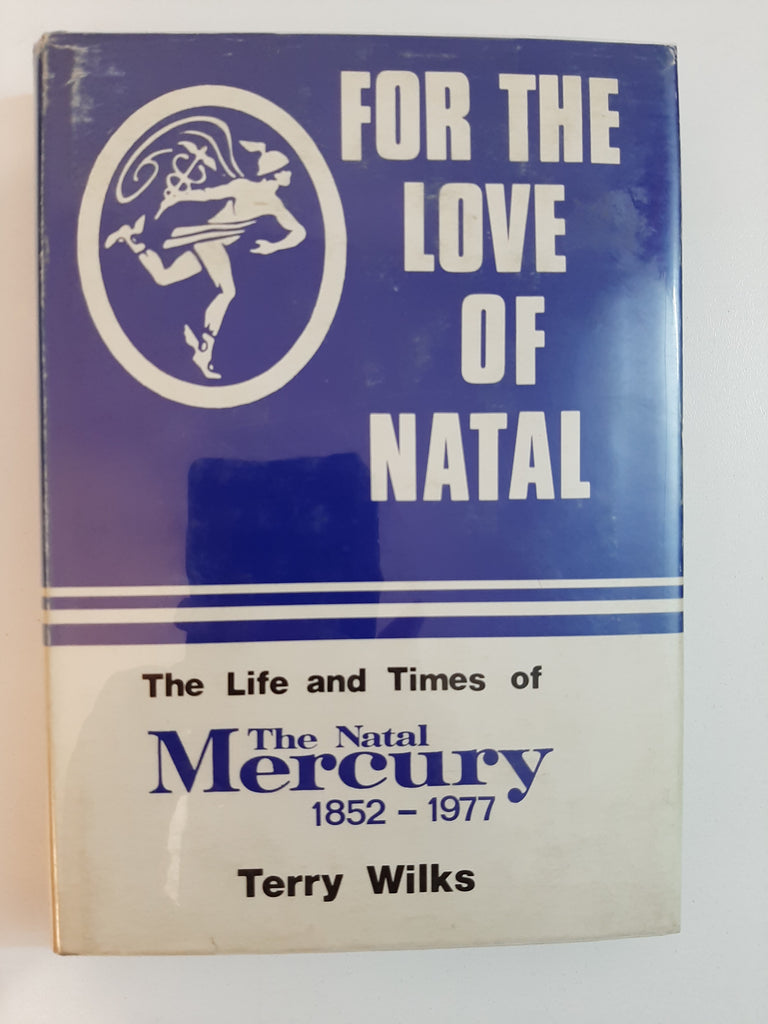 FOR THE
LOVE
OF
NATAL
The Life and Times of
The Natal
Mercury
1852 – 1977
Terry Wilks